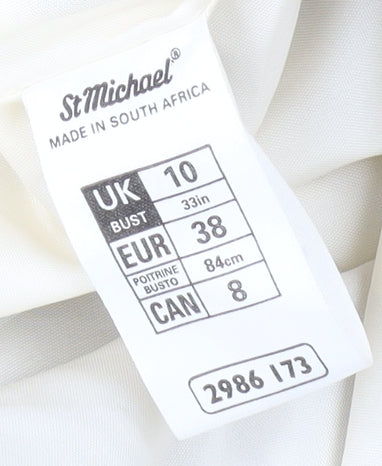 St Michael®
MADE IN SOUTH AFRICA
UK 10
BUST 33in
EUR 38
POITRINE BUSTO 84cm
CAN 8
2986 173